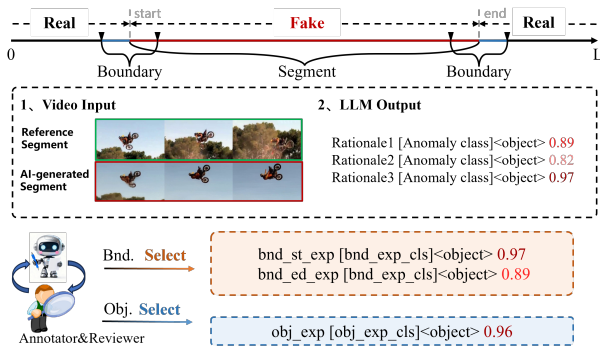 start end
Real Fake Real
0 L
Boundary Segment Boundary
1、Video Input
2、LLM Output
Reference
Segment
AI-generated
Segment
Rationale1 [Anomaly class]<object> 0.89
Rationale2 [Anomaly class]<object> 0.82
Rationale3 [Anomaly class]<object> 0.97
Bnd. Select
bnd_st_exp [bnd_exp_cls]<object> 0.97
bnd_ed_exp [bnd_exp_cls]<object> 0.89
Obj. Select
obj_exp [obj_exp_cls]<object> 0.96
Annotator&Reviewer